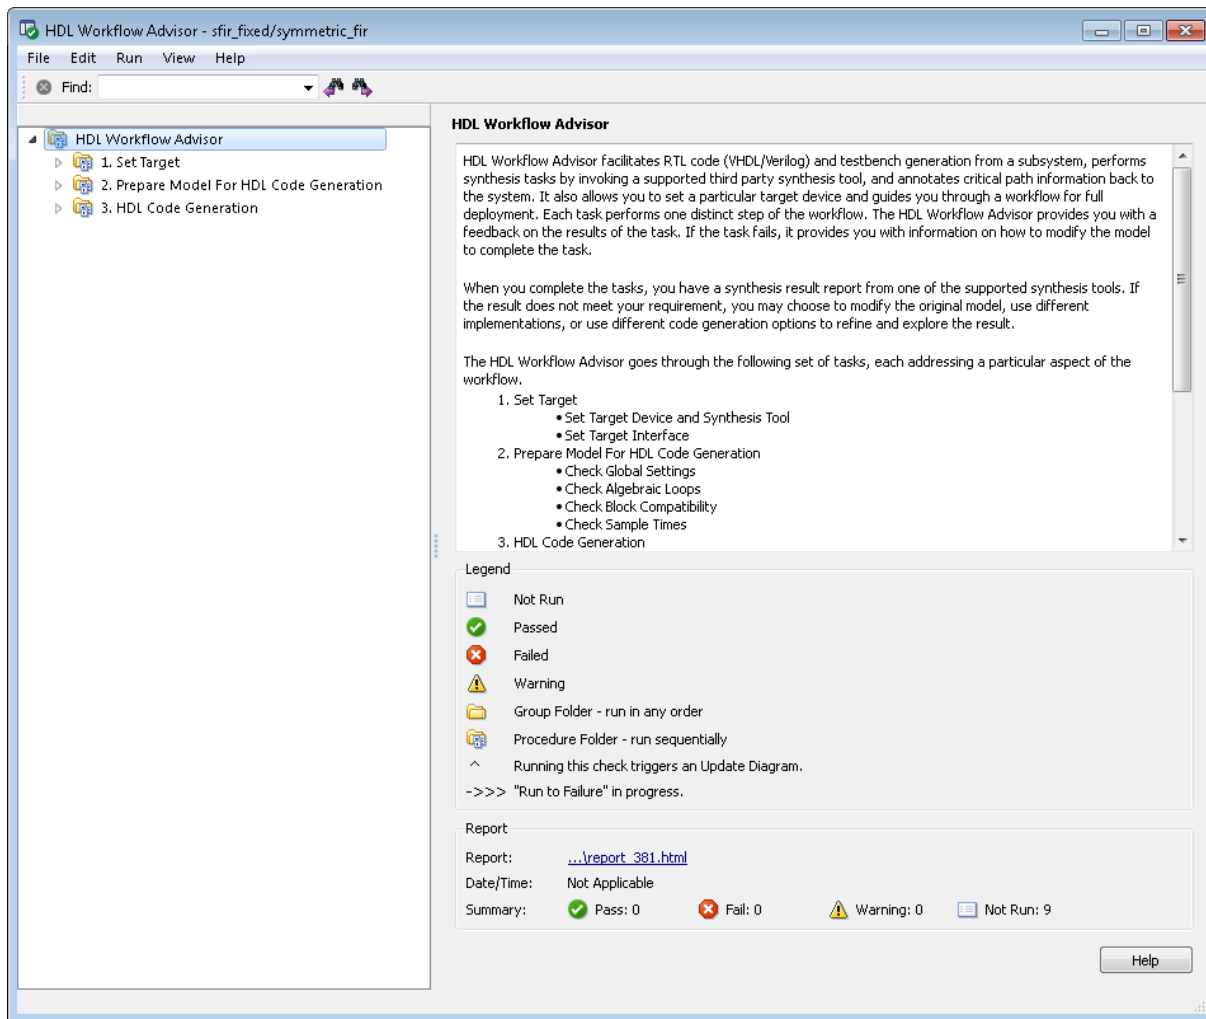 HDL Workflow Advisor - sfir_fixed/symmetric_fir
File Edit Run View Help
Find:
HDL Workflow Advisor
1. Set Target
2. Prepare Model For HDL Code Generation
3. HDL Code Generation
HDL Workflow Advisor
HDL Workflow Advisor facilitates RTL code (VHDL/Verilog) and testbench generation from a subsystem, performs
synthesis tasks by invoking a supported third party synthesis tool, and annotates critical path information back to
the system. It also allows you to set a particular target device and guides you through a workflow for full
deployment. Each task performs one distinct step of the workflow. The HDL Workflow Advisor provides you with a
feedback on the results of the task. If the task fails, it provides you with information on how to modify the model
to complete the task.
When you complete the tasks, you have a synthesis result report from one of the supported synthesis tools. If
the result does not meet your requirement, you may choose to modify the original model, use different
implementations, or use different code generation options to refine and explore the result.
The HDL Workflow Advisor goes through the following set of tasks, each addressing a particular aspect of the
workflow.
1. Set Target
• Set Target Device and Synthesis Tool
• Set Target Interface
2. Prepare Model For HDL Code Generation
• Check Global Settings
• Check Algebraic Loops
• Check Block Compatibility
• Check Sample Times
3. HDL Code Generation
Legend
Not Run
Passed
Failed
Warning
Group Folder - run in any order
Procedure Folder - run sequentially
^ Running this check triggers an Update Diagram.
->>> "Run to Failure" in progress.
Report
Report: ...\report_381.html
Date/Time: Not Applicable
Summary: Pass: 0 Fail: 0 Warning: 0 Not Run: 9
Help